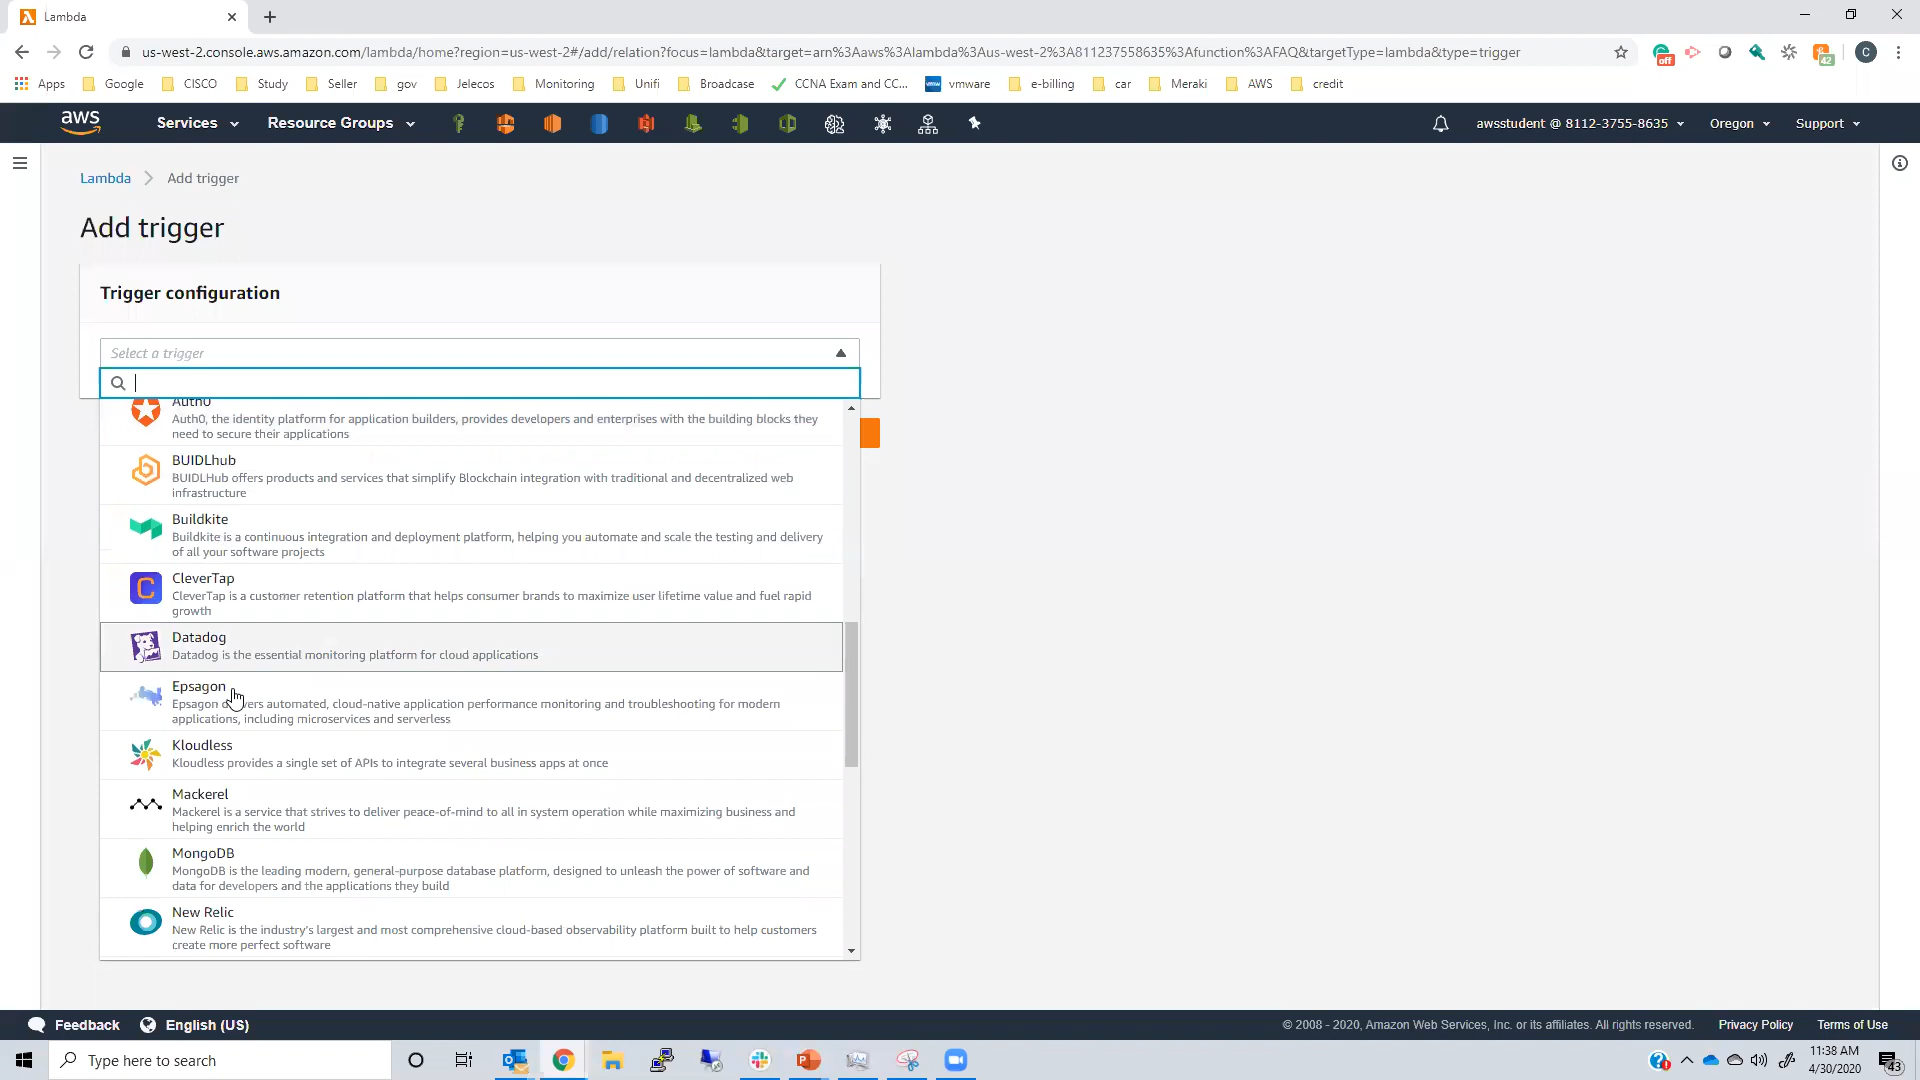 Lambda
us-west-2.console.aws.amazon.com/lambda/home?region=us-west-2#/add/relation?focus=lambda&target=arn%3Aaws%3Alambda%3Aus-west-2%3A811237558635%3Afunction%3AFAQ&targetType=lambda&type=trigger
off
42
C
Apps Google CISCO Study Seller gov Jelecos Monitoring Unifi Broadcase CCNA Exam and CC... vmware e-billing car Meraki AWS credit
aws Services Resource Groups awsstudent @ 8112-3755-8635 Oregon Support
Lambda Add trigger
Add trigger
Trigger configuration
Select a trigger
Auth0
Auth0, the identity platform for application builders, provides developers and enterprises with the building blocks they
need to secure their applications
BUIDLhub
BUIDLHub offers products and services that simplify Blockchain integration with traditional and decentralized web
infrastructure
Buildkite
Buildkite is a continuous integration and deployment platform, helping you automate and scale the testing and delivery
of all your software projects
CleverTap
CleverTap is a customer retention platform that helps consumer brands to maximize user lifetime value and fuel rapid
growth
Datadog
Datadog is the essential monitoring platform for cloud applications
Epsagon
Epsagon vers automated, cloud-native application performance monitoring and troubleshooting for modern
applications, including microservices and serverless
Kloudless
Kloudless provides a single set of APIs to integrate several business apps at once
Mackerel
Mackerel is a service that strives to deliver peace-of-mind to all in system operation while maximizing business and
helping enrich the world
MongoDB
MongoDB is the leading modern, general-purpose database platform, designed to unleash the power of software and
data for developers and the applications they build
New Relic
New Relic is the industry's largest and most comprehensive cloud-based observability platform built to help customers
create more perfect software
Feedback English (US) © 2008 - 2020, Amazon Web Services, Inc. or its affiliates. All rights reserved. Privacy Policy Terms of Use
Type here to search
11:38 AM
4/30/2020
43